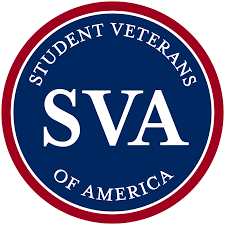 STUDENT VETERANS
SVA
OF AMERICA